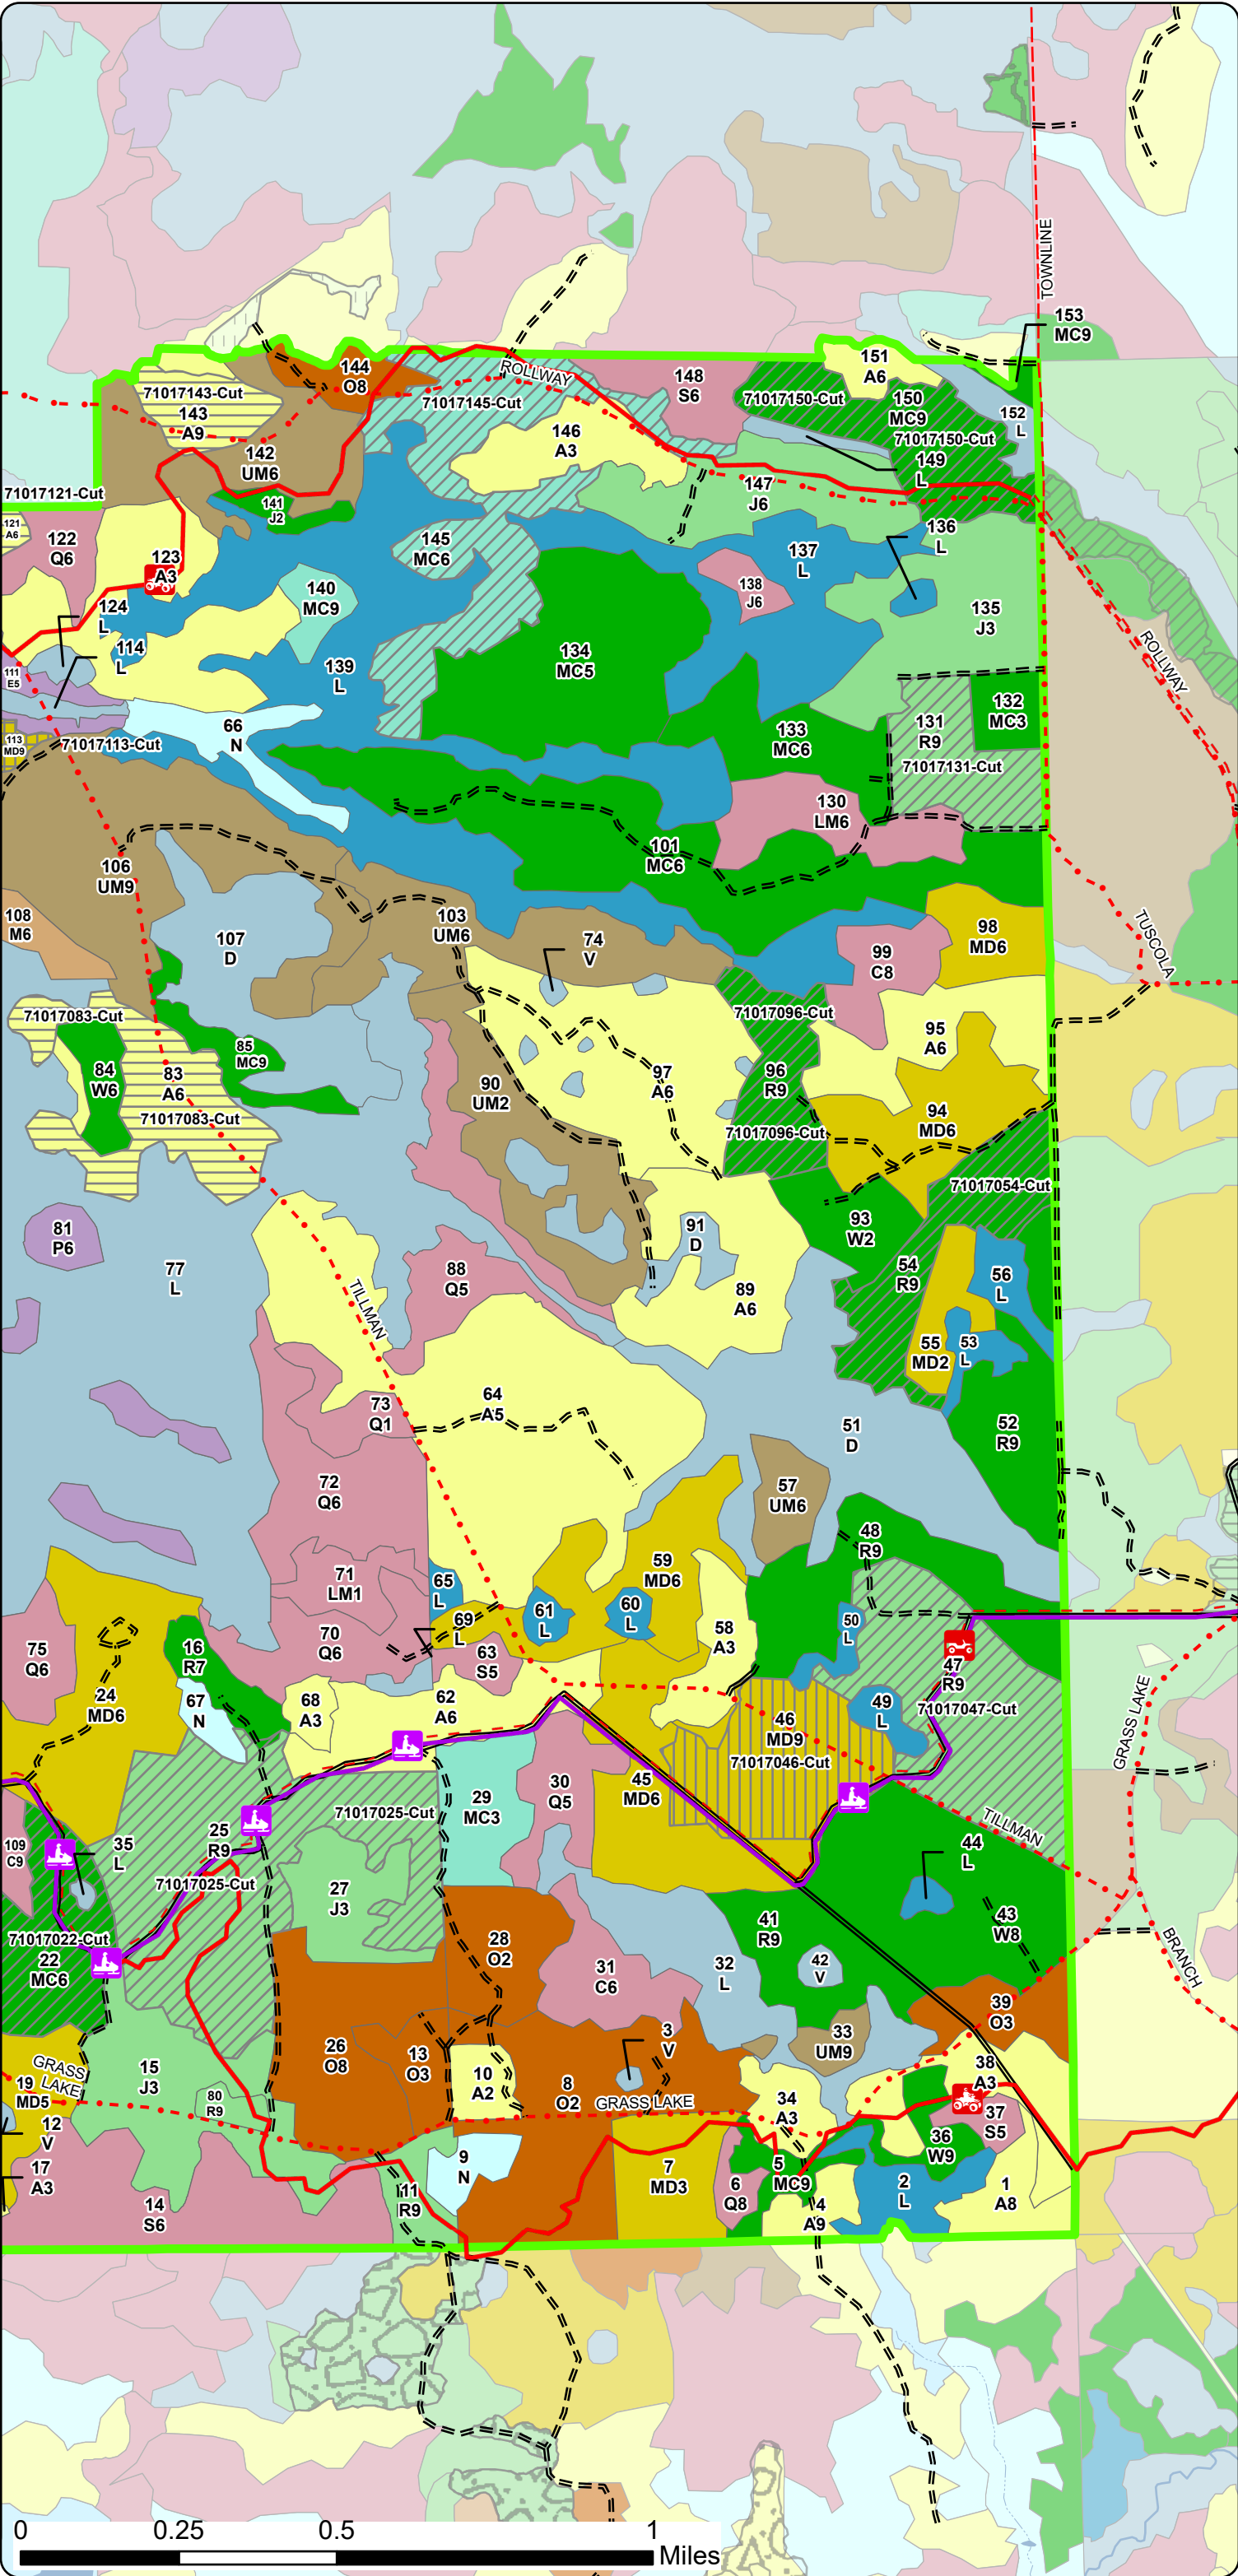 TOWNLINE
153
MC9
144
O8
ROLLWAY
151
A6
148
S6
71017143-Cut
143
A9
71017145-Cut
71017150-Cut
150
MC9
71017150-Cut
152
L
146
A3
142
UM6
149
L
147
J6
71017121-Cut
141
J2
121
A6
122
Q6
145
MC6
136
L
137
L
123
A3
138
J6
140
MC9
135
J3
124
L
114
L
134
MC5
139
L
111
E5
ROLLWAY
66
N
132
MC3
131
R9
133
MC6
113
MD9
71017113-Cut
71017131-Cut
130
LM6
101
MC6
106
UM9
108
M6
103
UM6
98
MD6
107
D
74
V
99
C8
TUSCOLA
71017083-Cut
71017096-Cut
95
A6
85
MC9
84
W6
83
A6
97
A6
96
R9
90
UM2
71017083-Cut
94
MD6
71017096-Cut
71017054-Cut
81
P6
91
D
93
W2
77
L
88
Q5
54
R9
56
L
89
A6
TILLMAN
55
MD2
53
L
64
A5
73
Q1
51
D
52
R9
72
Q6
57
UM6
48
R9
59
MD6
71
LM1
65
L
61
L
60
L
69
L
50
L
58
A3
75
Q6
16
R7
70
Q6
63
S5
47
R9
24
MD6
67
N
68
A3
62
A6
49
L
71017047-Cut
GRASS LAKE
46
MD9
71017046-Cut
45
MD6
30
Q5
29
MC3
71017025-Cut
TILLMAN
109
C9
35
L
25
R9
44
L
71017025-Cut
27
J3
43
W8
41
R9
71017022-Cut
22
MC6
28
O2
42
V
32
L
31
C6
BRANCH
39
O3
3
V
33
UM9
26
O8
13
O3
38
A3
GRASS
LAKE
15
J3
10
A2
8
O2
GRASS LAKE
19
MD5
80
R9
34
A3
37
S5
12
V
36
W9
9
N
7
MD3
5
MC9
17
A3
6
Q8
2
L
1
A8
11
R9
14
S6
4
A9
0 0.25 0.5 1
Miles